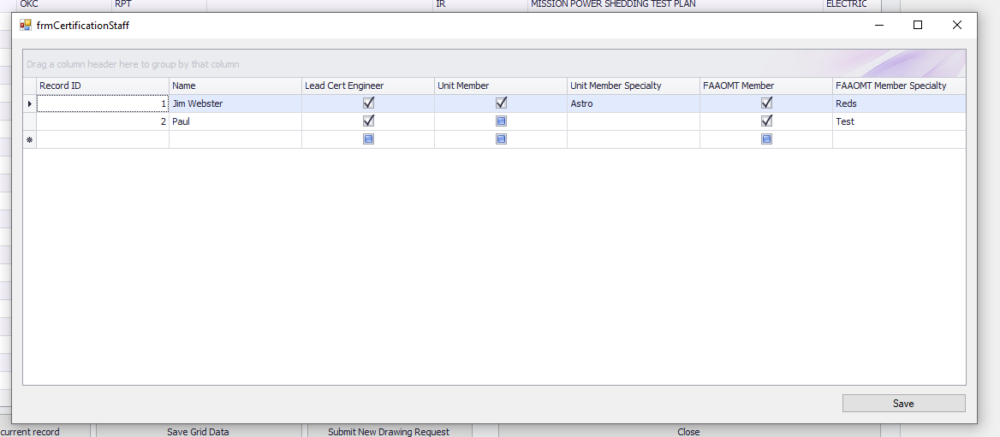 OKC RPT IR MISSION POWER SHEDDING TEST PLAN ELECTRIC
frmCertificationStaff
Drag a column header here to group by that column
Record ID Name Lead Cert Engineer Unit Member Unit Member Specialty FAAOMT Member FAAOMT Member Specialty
1 Jim Webster Astro Reds
2 Paul Test
Save
current record Save Grid Data Submit New Drawing Request Close